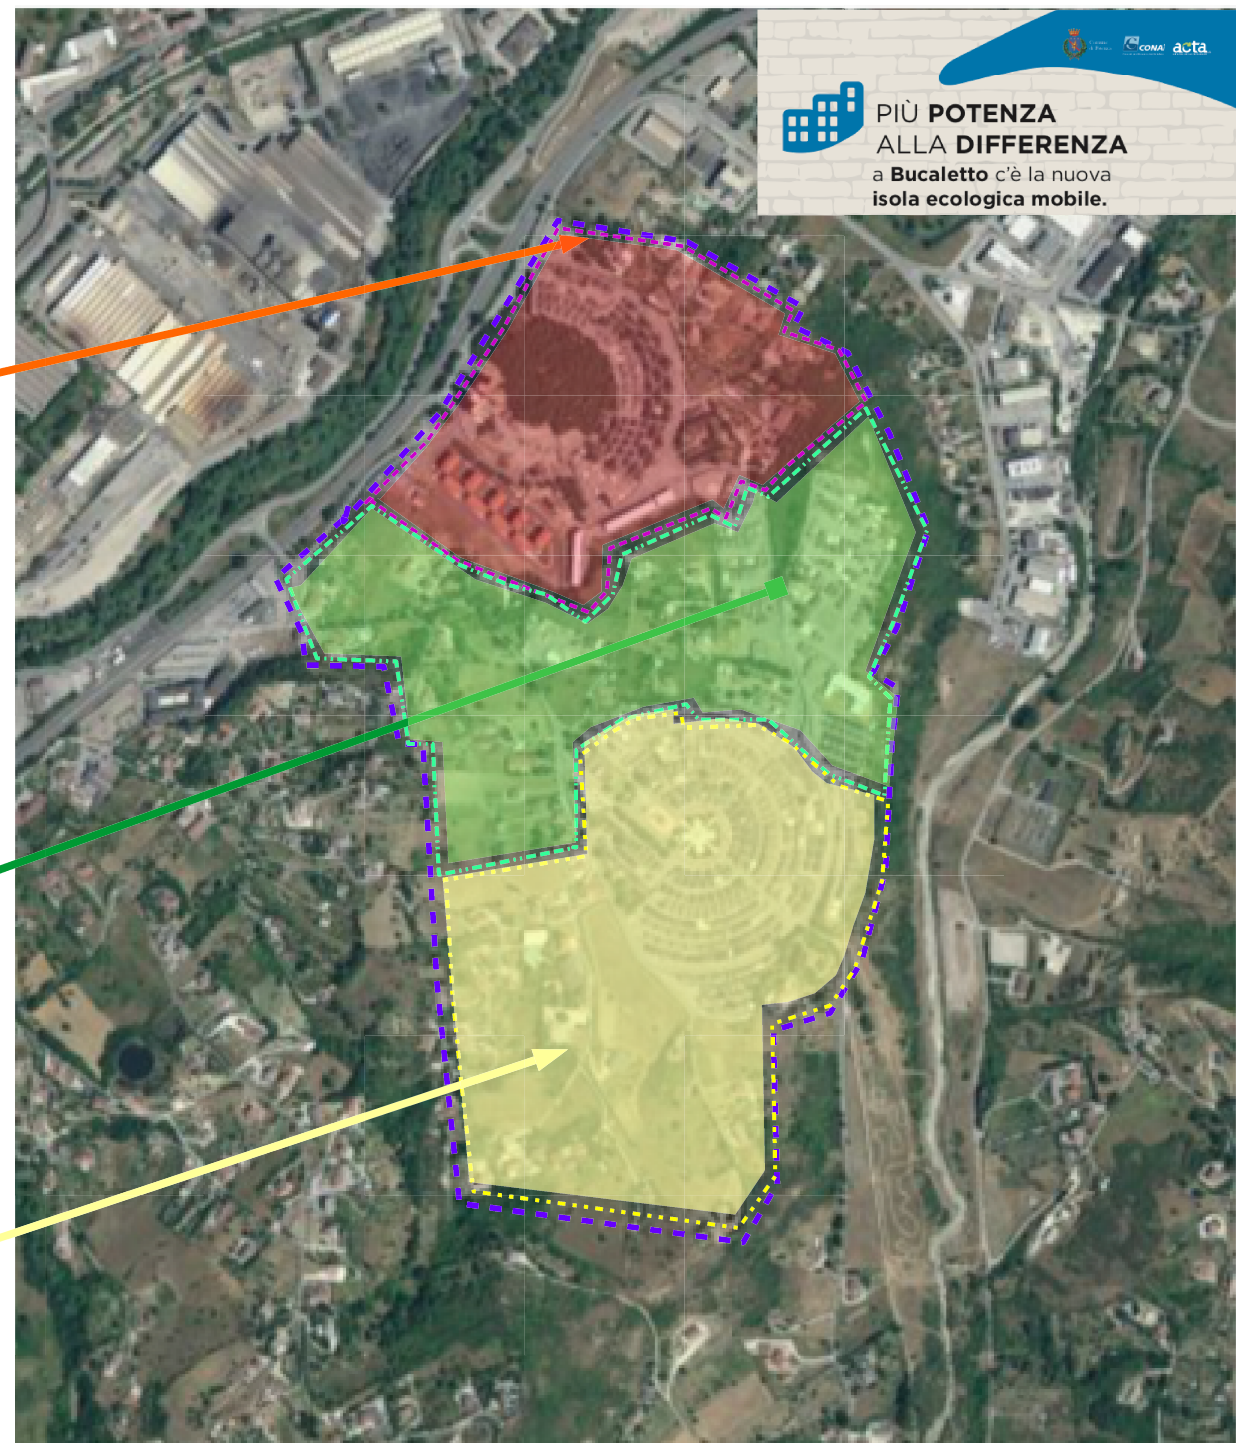 CONAI
acta
PIÙ POTENZA
ALLA DIFFERENZA
a Bucaletto c'è la nuova
isola ecologica mobile.